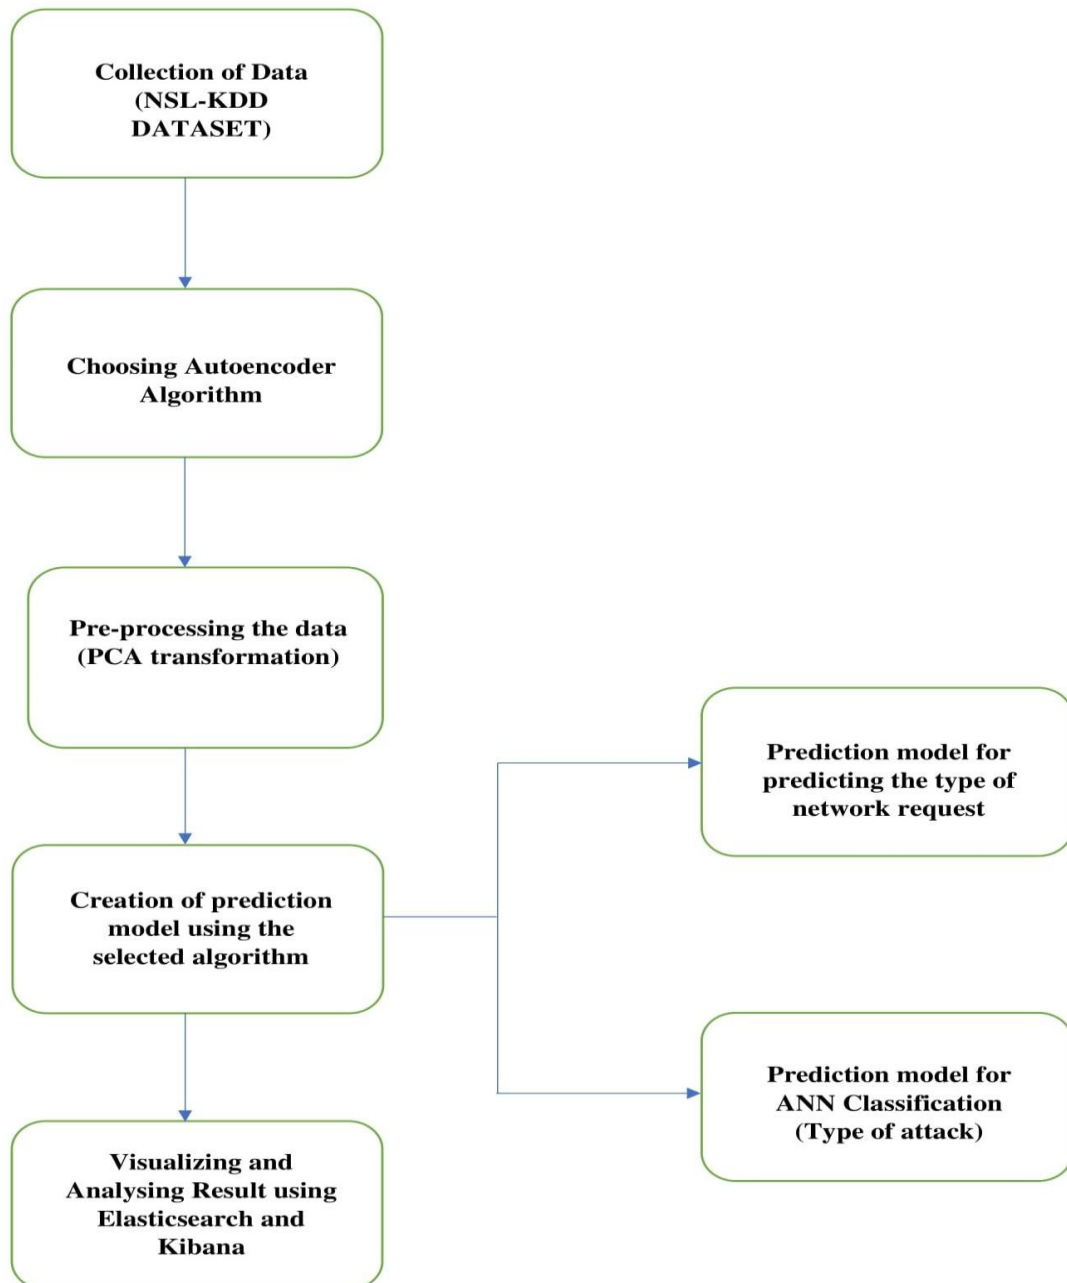 Collection of Data
(NSL-KDD
DATASET)
Choosing Autoencoder
Algorithm
Pre-processing the data
(PCA transformation)
Creation of prediction
model using the
selected algorithm
Prediction model for
predicting the type of
network request
Prediction model for
ANN Classification
(Type of attack)
Visualizing and
Analysing Result using
Elasticsearch and
Kibana